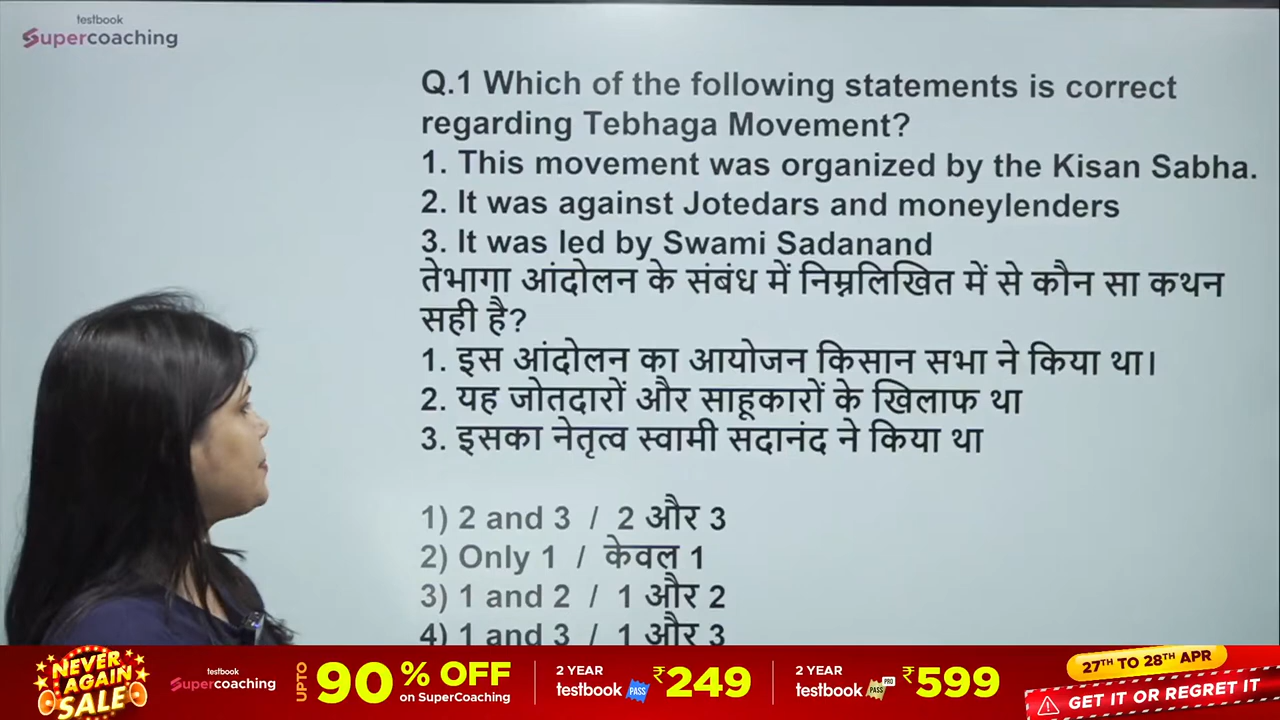 testbook
Supercoaching
Q.1 Which of the following statements is correct
regarding Tebhaga Movement?
1. This movement was organized by the Kisan Sabha.
2. It was against Jotedars and moneylenders
3. It was led by Swami Sadanand
तेभागा आंदोलन के संबंध में निम्नलिखित में से कौन सा कथन
सही है?
1. इस आंदोलन का आयोजन किसान सभा ने किया था।
2. यह जोतदारों और साहूकारों के खिलाफ था
3. इसका नेतृत्व स्वामी सदानंद ने किया था
1) 2 and 3 / 2 और 3
2) Only 1 / केवल 1
3) 1 and 2 / 1 और 2
4) 1 and 3 / 1 और 3
NEVER
AGAIN
SALE
testbook
Supercoaching
UPTO
90% OFF
on SuperCoaching
2 YEAR
testbook PASS
₹249
2 YEAR
testbook PASS PRO
₹599
27TH TO 28TH APR
GET IT OR REGRET IT